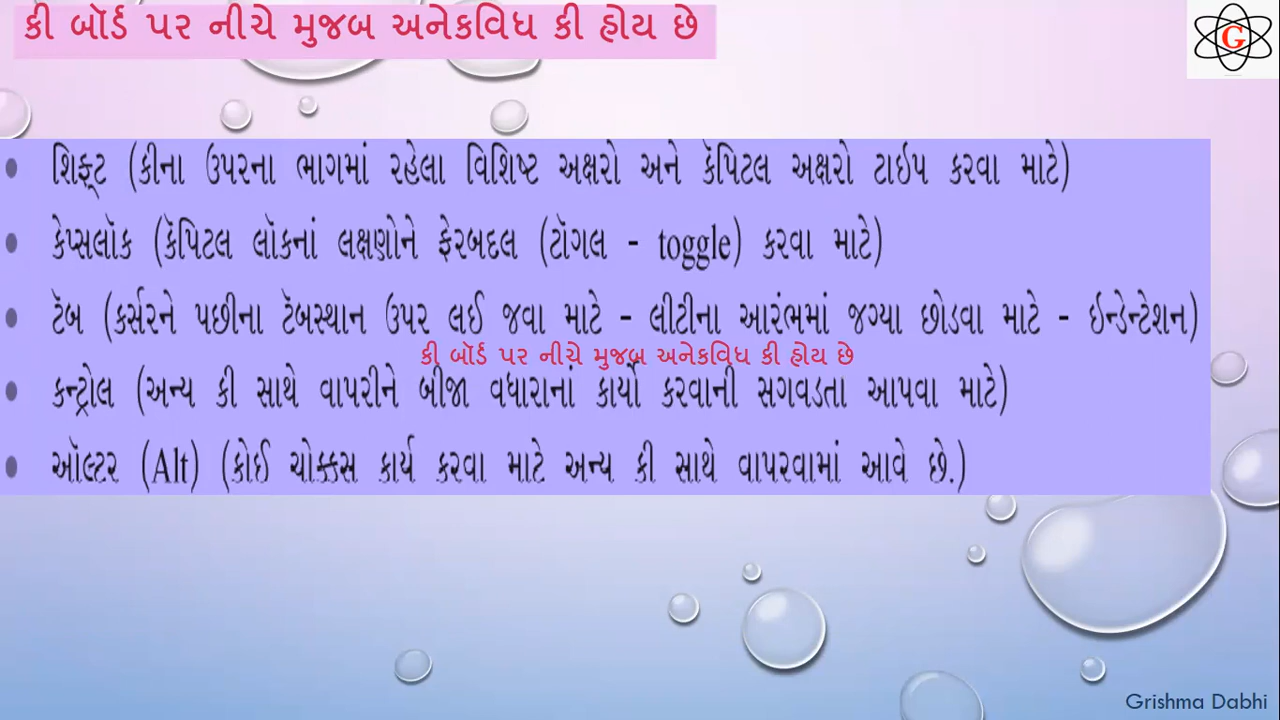 કી બૉર્ડ પર નીચે મુજબ અનેકવિધ કી હોય છે
G
• શિફ્ટ (કીના ઉપરના ભાગમાં રહેલા વિશિષ્ટ અક્ષરો અને કૅપિટલ અક્ષરો ટાઇપ કરવા માટે)
• કેપ્સલૉક (કૅપિટલ લૉકનાં લક્ષણોને ફેરબદલ (ટૉગલ - toggle) કરવા માટે)
• ટૅબ (કર્સરને પછીના ટૅબસ્થાન ઉપર લઈ જવા માટે - લીટીના આરંભમાં જગ્યા છોડવા માટે - ઇન્ડેન્ટેશન)
કી બૉર્ડ પર નીચે મુજબ અનેકવિધ કી હોય છે
• કન્ટ્રોલ (અન્ય કી સાથે વાપરીને બીજા વધારાનાં કાર્યો કરવાની સગવડતા આપવા માટે)
• ઑલ્ટર (Alt) (કોઈ ચોક્કસ કાર્ય કરવા માટે અન્ય કી સાથે વાપરવામાં આવે છે.)
Grishma Dabhi